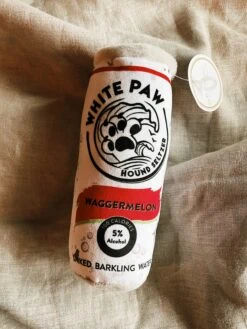 WHITE PAW
HOUND SELTZER
WAGGERMELON
5%
Alcohol
BARKLING